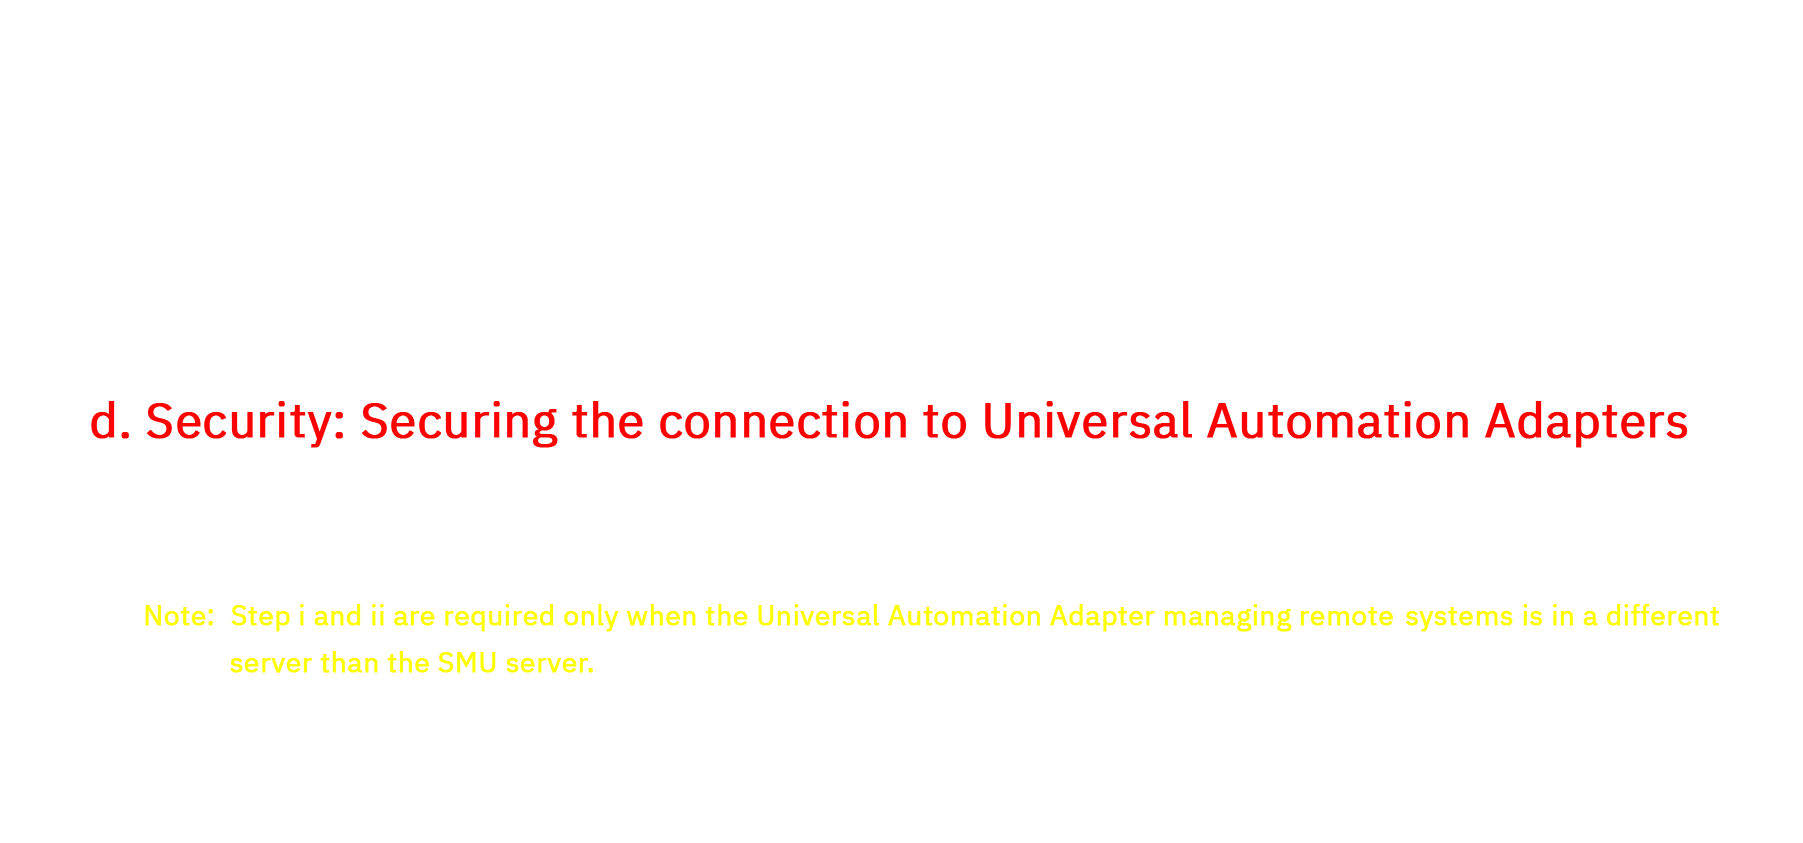 d. Security: Securing the connection to Universal Automation Adapters
Note: Step i and ii are required only when the Universal Automation Adapter managing remote systems is in a different
server than the SMU server.